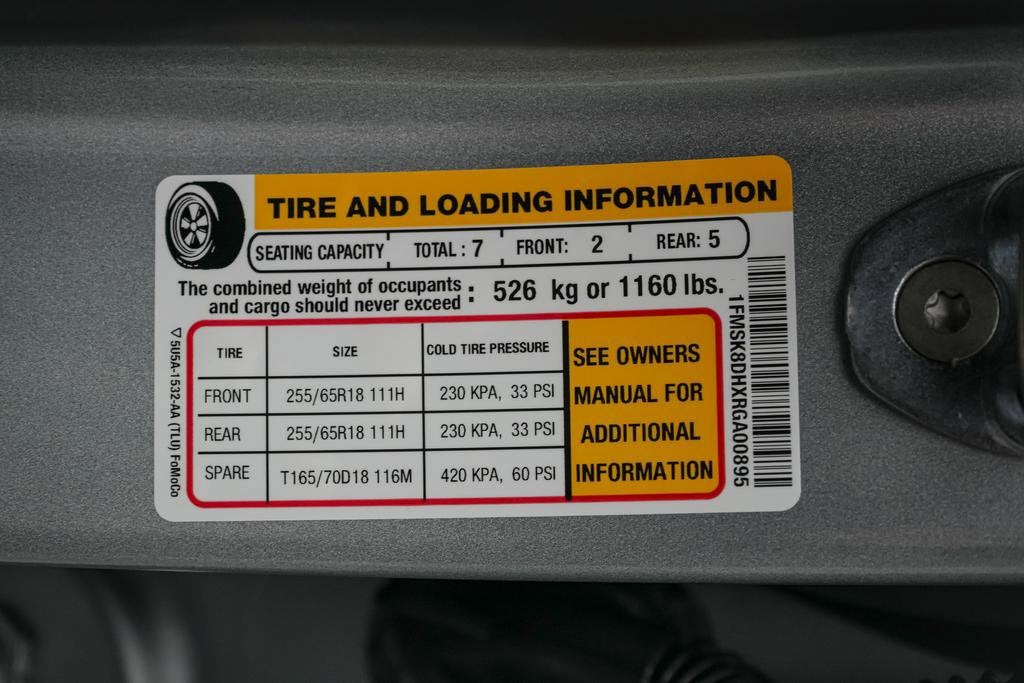 TIRE AND LOADING INFORMATION
SEATING CAPACITY TOTAL : 7 FRONT: 2 REAR: 5
The combined weight of occupants
and cargo should never exceed : 526 kg or 1160 lbs.
TIRE SIZE COLD TIRE PRESSURE
FRONT 255/65R18 111H 230 KPA, 33 PSI
REAR 255/65R18 111H 230 KPA, 33 PSI
SPARE T165/70D18 116M 420 KPA, 60 PSI
SEE OWNERS
MANUAL FOR
ADDITIONAL
INFORMATION
1FMSK8DHXRGA00895
5U5A-1532-AA (TLU) FoMoCo